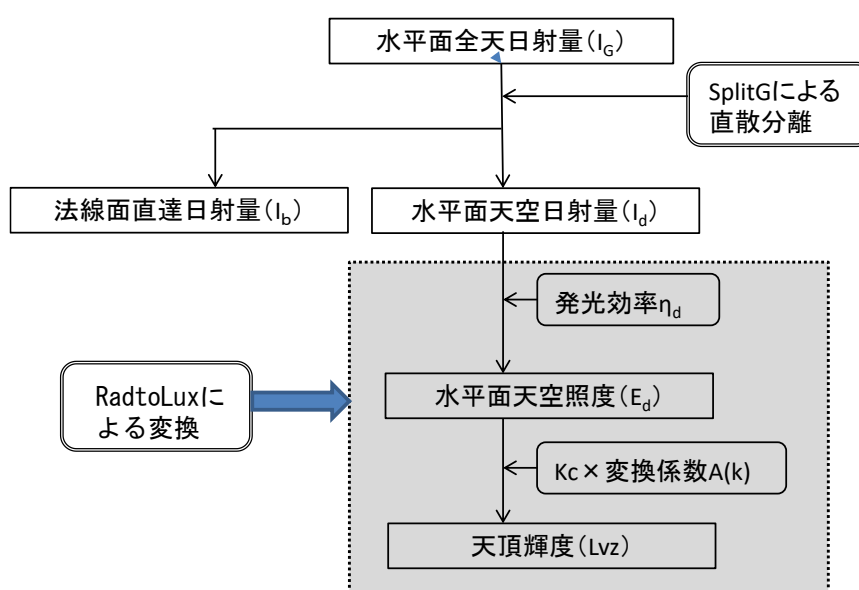 水平面全天日射量(IG)
SplitGによる
直散分離
法線面直達日射量(Ib)
水平面天空日射量(Id)
発光効率ηd
RadtoLuxに
よる変換
水平面天空照度(Ed)
Kc×変換係数A(k)
天頂輝度(Lvz)